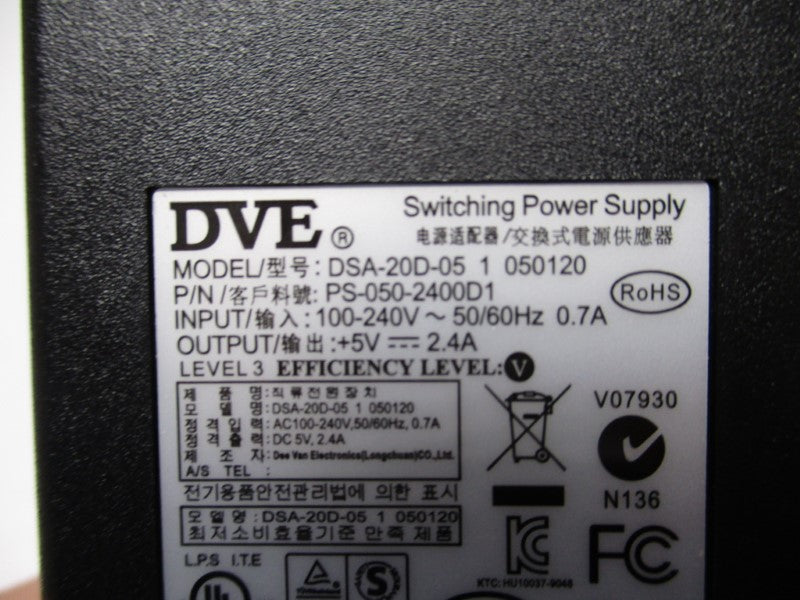 DVE ®
Switching Power Supply
电源适配器/交換式電源供應器
MODEL/型号: DSA-20D-05 1 050120
P/N /客戶料號: PS-050-2400D1
RoHS
INPUT/输入: 100-240V ~ 50/60Hz 0.7A
OUTPUT/输出: +5V ⎓ 2.4A
LEVEL 3 EFFICIENCY LEVEL: V
제 품 명: 직류전원장치
모 델 명: DSA-20D-05 1 050120
정격 입력: AC100-240V,50/60Hz, 0.7A
정격 출력: DC 5V, 2.4A
제 조 자: Dee Van Electronics(Longchuan)CO.,Ltd.
A/S TEL :
전기용품안전관리법에 의한 표시
모 델 명 : DSA-20D-05 1 050120
최저소비효율기준 만족 제품
V07930
N136
KC
KTC: HU10037-9048
FC
L.P.S I.T.E
UL
S